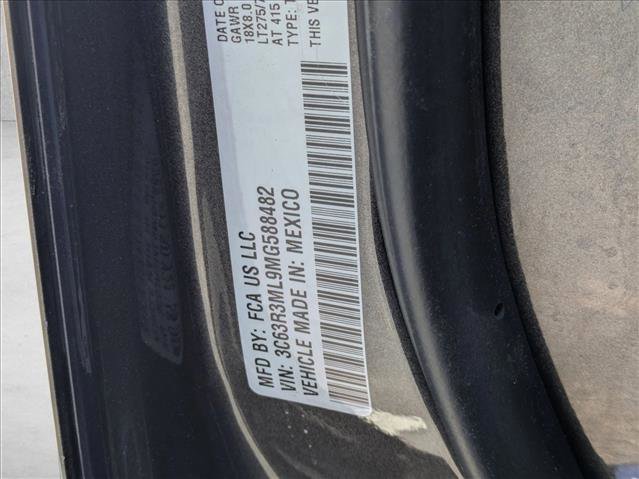 MFD BY: FCA US LLC
VIN: 3C63R3ML9MG588482
VEHICLE MADE IN: MEXICO
DATE O
GAWR
18X8.0
LT275/7
AT 415
TYPE: T
THIS VE